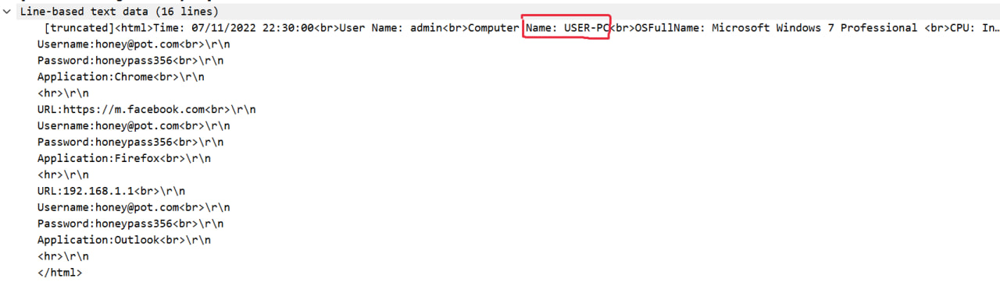 Line-based text data (16 lines)
[truncated]<html>Time: 07/11/2022 22:30:00<br>User Name: admin<br>Computer Name: USER-PC<br>OSFullName: Microsoft Windows 7 Professional <br>CPU: In…
Username:honey@pot.com<br>\r\n
Password:honeypass356<br>\r\n
Application:Chrome<br>\r\n
<hr>\r\n
URL:https://m.facebook.com<br>\r\n
Username:honey@pot.com<br>\r\n
Password:honeypass356<br>\r\n
Application:Firefox<br>\r\n
<hr>\r\n
URL:192.168.1.1<br>\r\n
Username:honey@pot.com<br>\r\n
Password:honeypass356<br>\r\n
Application:Outlook<br>\r\n
<hr>\r\n
</html>